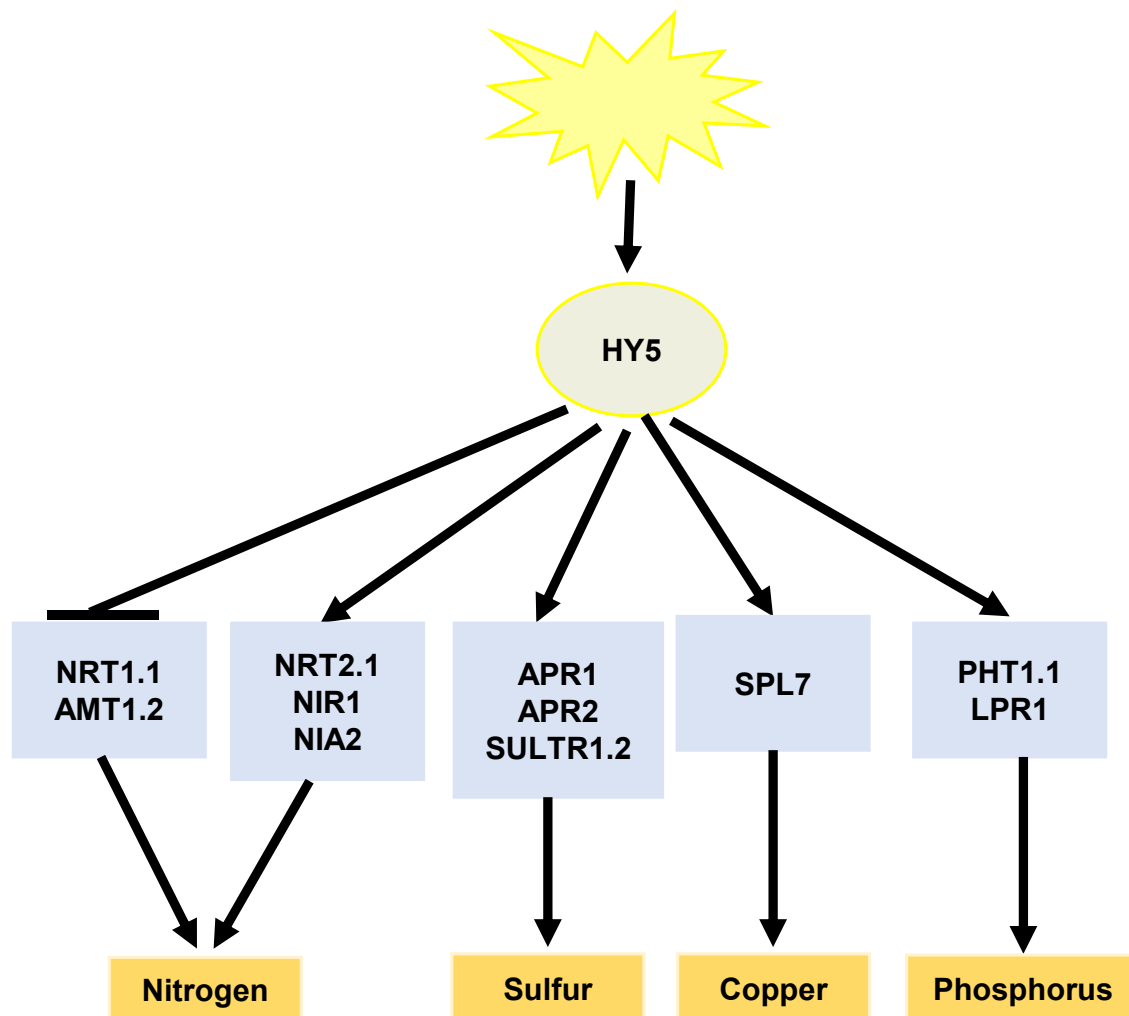 HY5
NRT1.1
AMT1.2
NRT2.1
NIR1
NIA2
APR1
APR2
SULTR1.2
SPL7
PHT1.1
LPR1
Nitrogen
Sulfur
Copper
Phosphorus